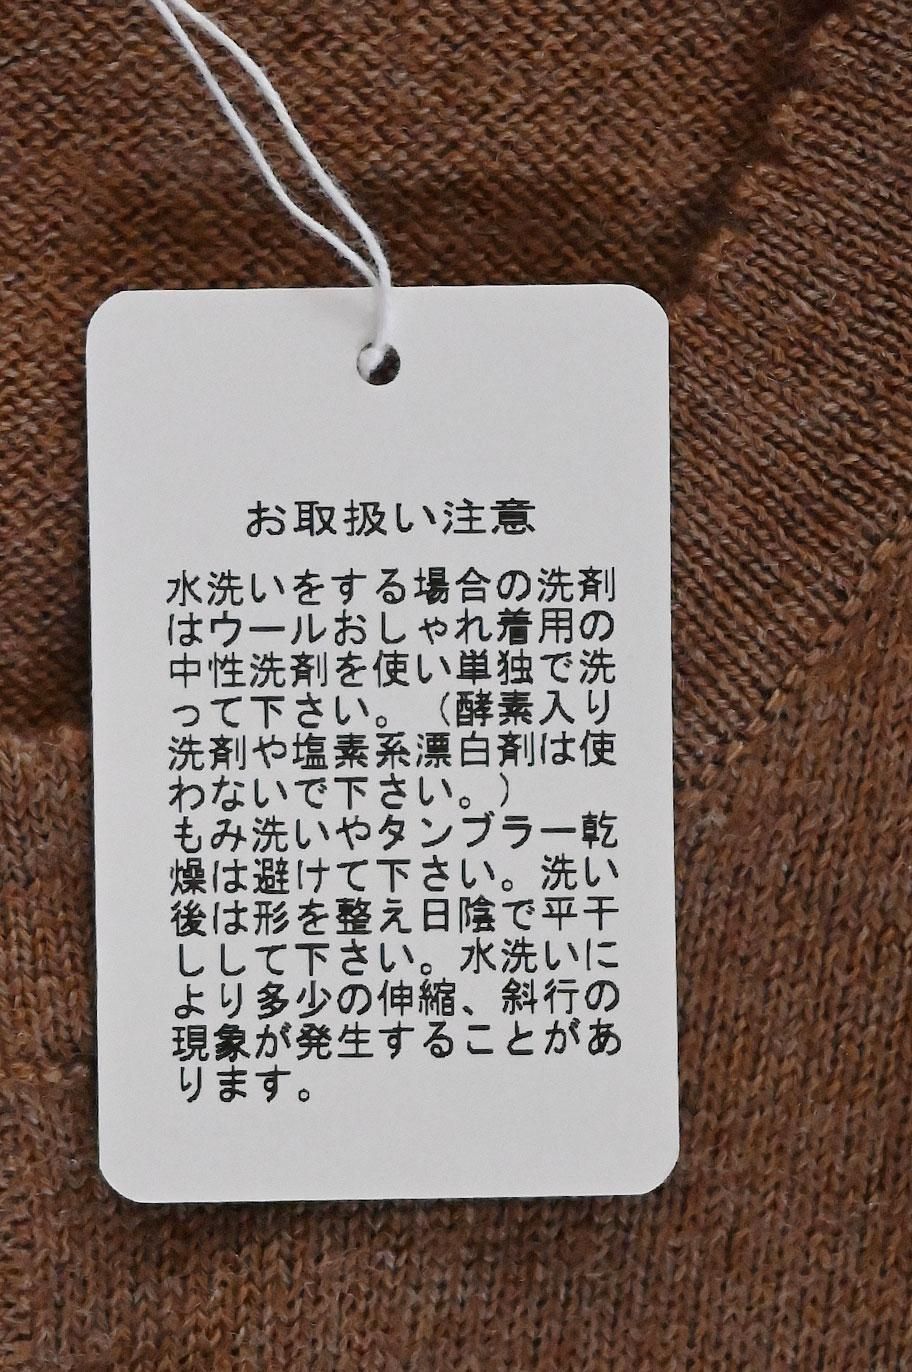 お取扱い注意
水洗いをする場合の洗剤
はウールおしゃれ着用の
中性洗剤を使い単独で洗
って下さい。（酵素入り
洗剤や塩素系漂白剤は使
わないで下さい。）
もみ洗いやタンブラー乾
燥は避けて下さい。洗い
後は形を整え日陰で平干
しして下さい。水洗いに
より多少の伸縮、斜行の
現象が発生することがあ
ります。